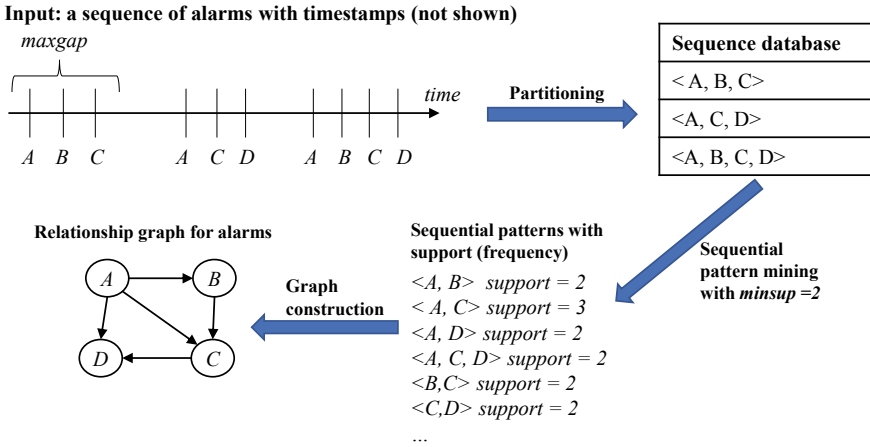 Input: a sequence of alarms with timestamps (not shown)
maxgap
time
A B C A C D A B C D
Partitioning
Sequence database
< A, B, C>
<A, C, D>
<A, B, C, D>
Sequential
pattern mining
with minsup =2
Sequential patterns with
support (frequency)
<A, B> support = 2
< A, C> support = 3
<A, D> support = 2
<A, C, D> support = 2
<B,C> support = 2
<C,D> support = 2
...
Graph
construction
Relationship graph for alarms
A B
D C